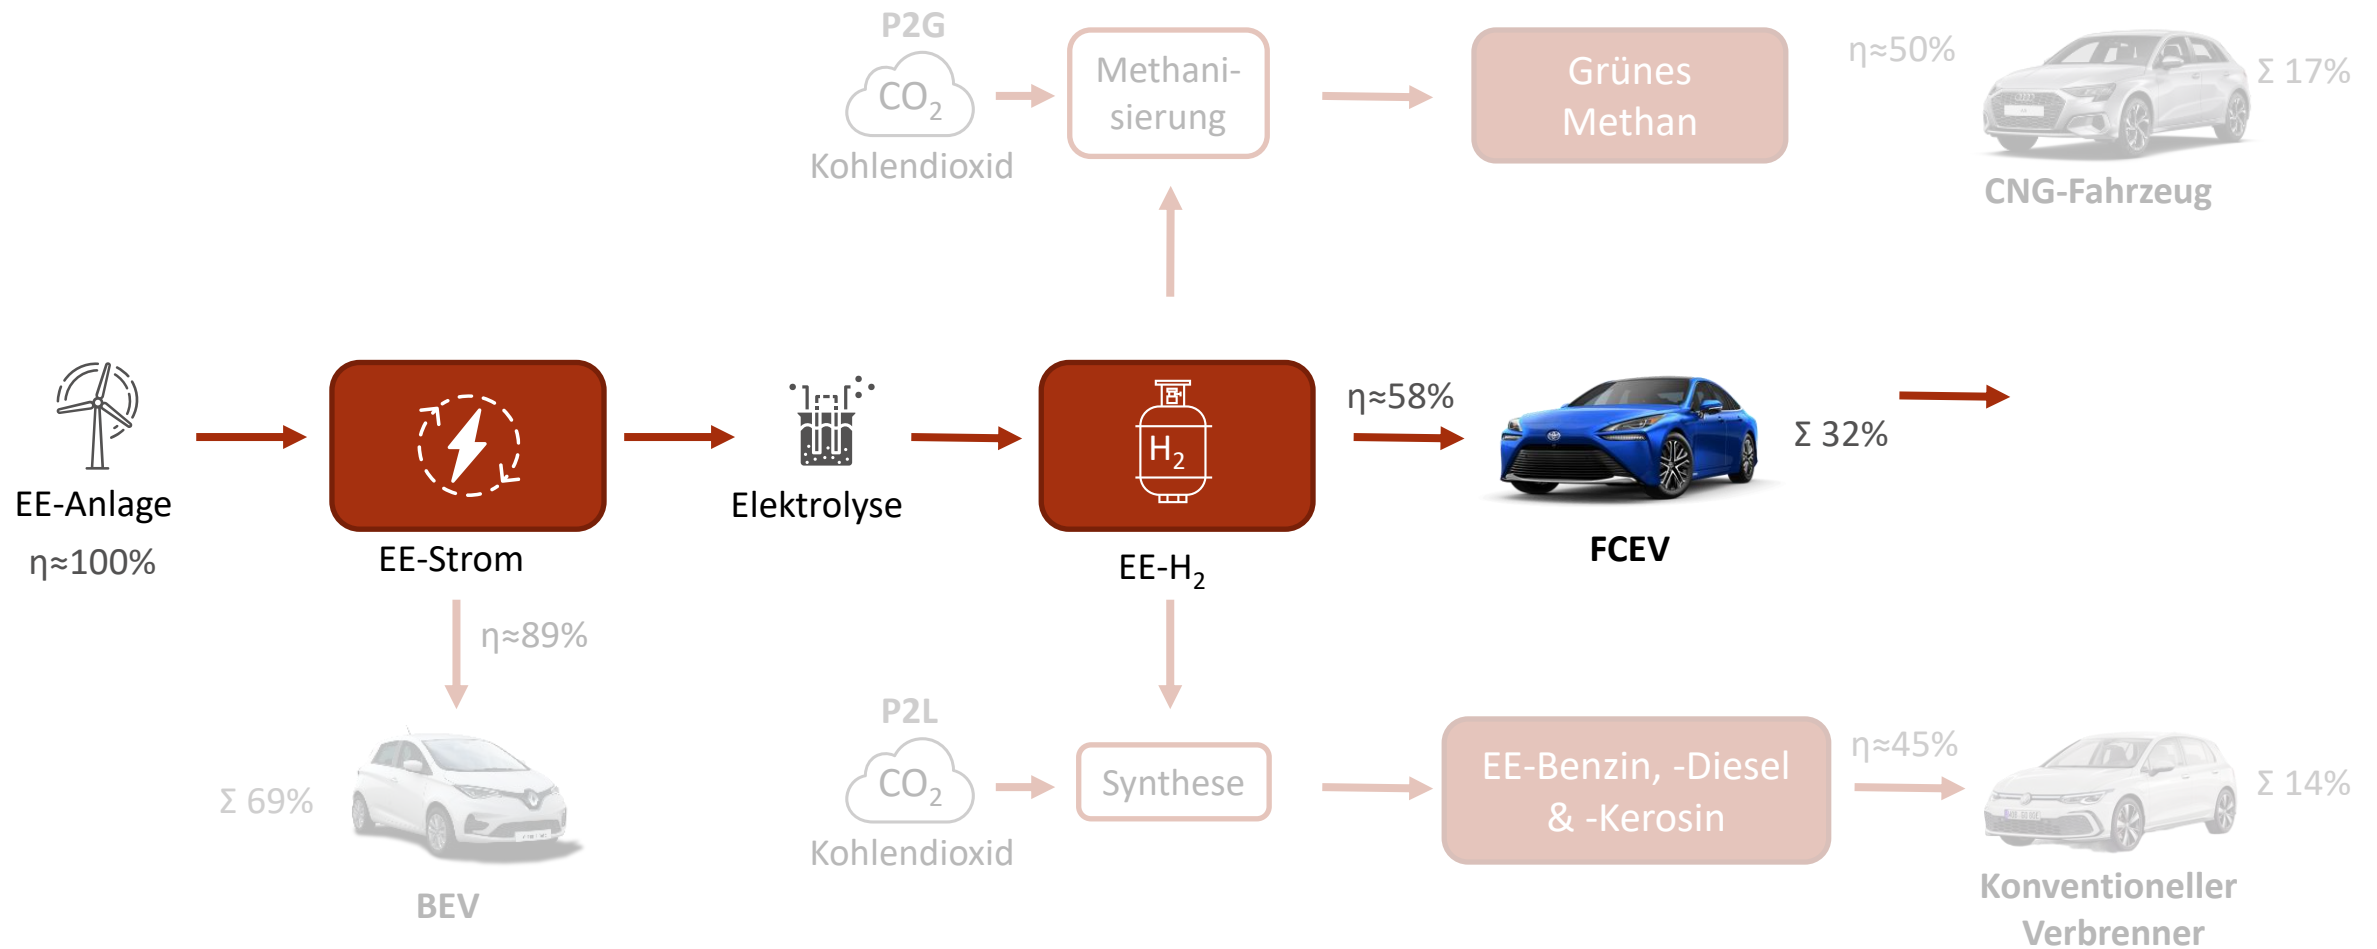 P2G
CO2
Kohlendioxid
Methani-
sierung
Grünes
Methan
η≈50%
Σ 17%
CNG-Fahrzeug
EE-Anlage
η≈100%
EE-Strom
Elektrolyse
H2
EE-H2
η≈58%
Σ 32%
FCEV
η≈89%
Σ 69%
BEV
P2L
CO2
Kohlendioxid
Synthese
EE-Benzin, -Diesel
& -Kerosin
η≈45%
Σ 14%
Konventioneller
Verbrenner